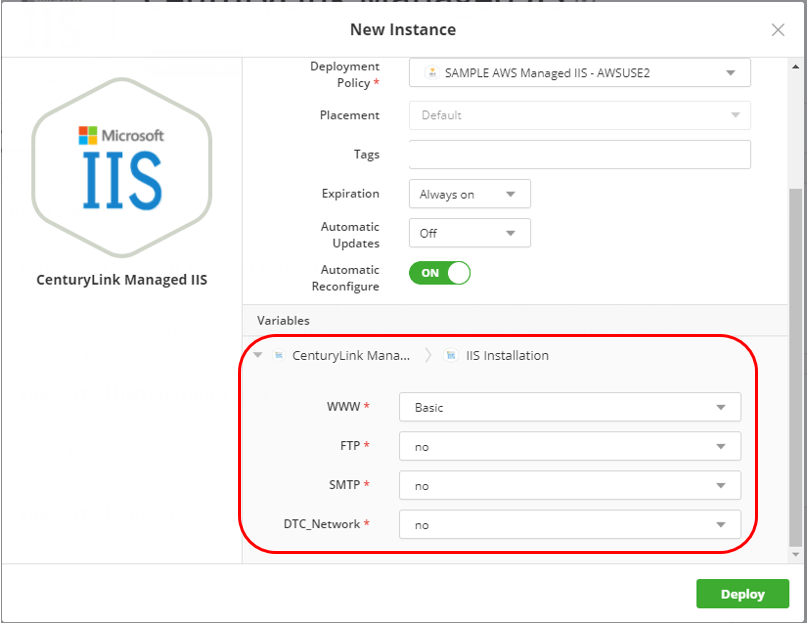 New Instance
Microsoft
IIS
CenturyLink Managed IIS
Deployment
Policy *
SAMPLE AWS Managed IIS - AWSUSE2
Placement
Default
Tags
Expiration
Always on
Automatic
Updates
Off
Automatic
Reconfigure
ON
Variables
CenturyLink Mana...
IIS Installation
WWW *
Basic
FTP *
no
SMTP *
no
DTC_Network *
no
Deploy